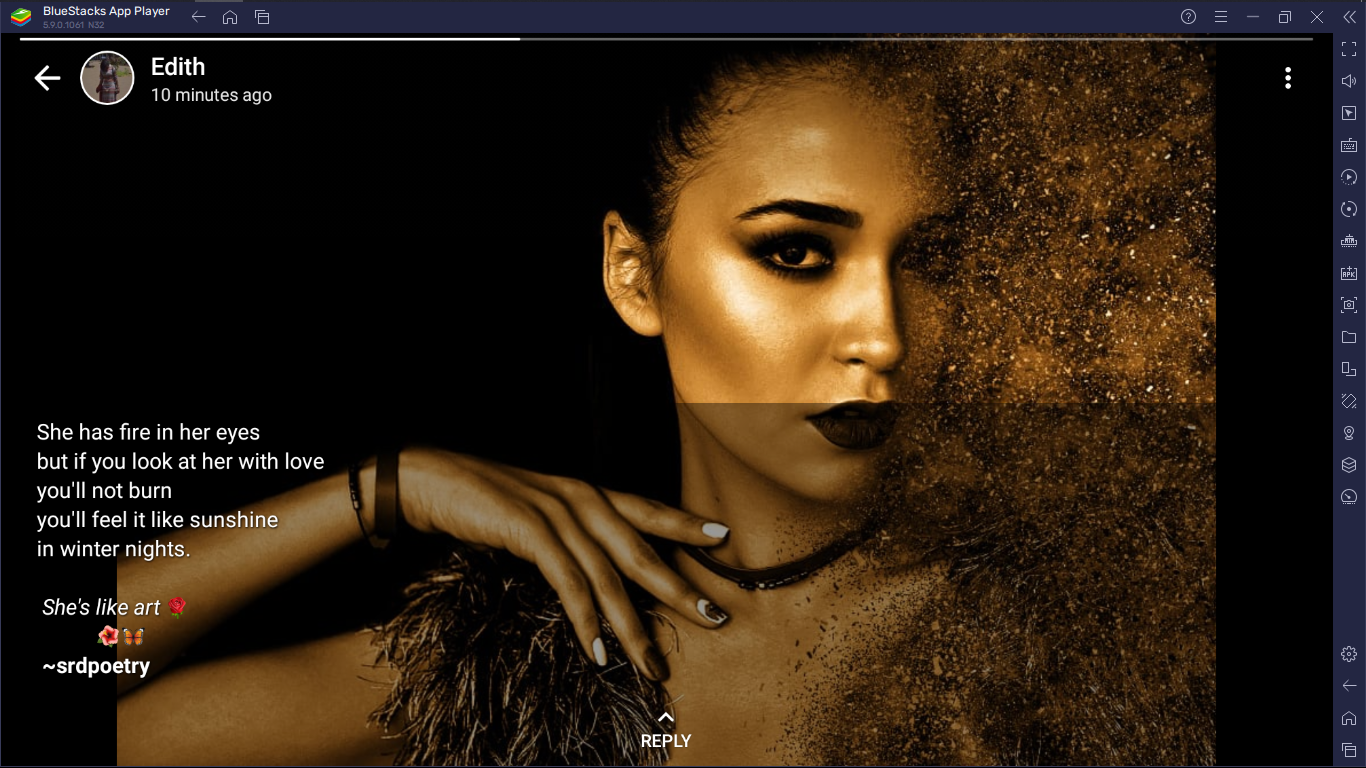 BlueStacks App Player
5.9.0.1061 N32
Edith
10 minutes ago
She has fire in her eyes
but if you look at her with love
you'll not burn
you'll feel it like sunshine
in winter nights.
She's like art 🌹
🌺🦋
~srdpoetry
REPLY